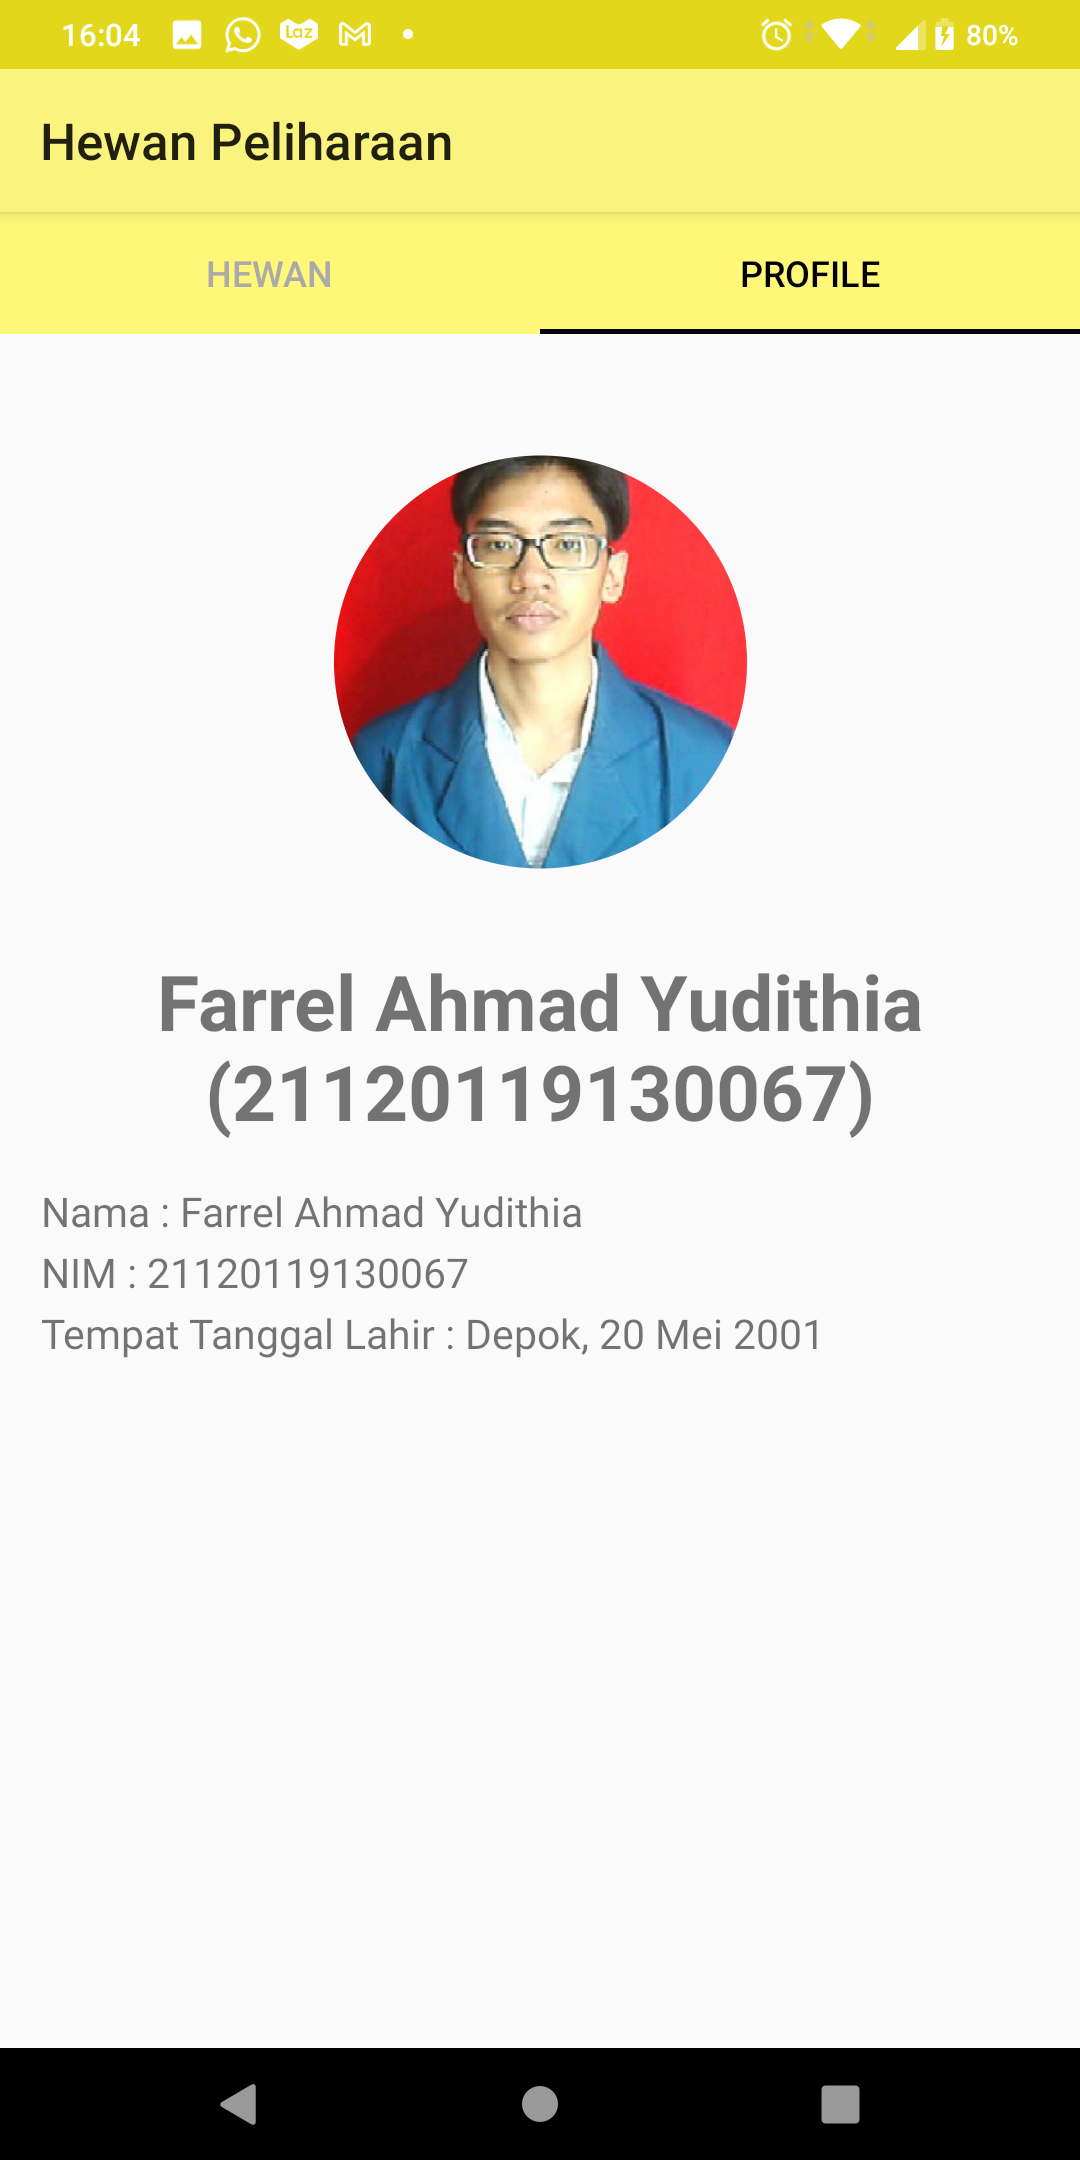 16:04
Laz
80%
Hewan Peliharaan
HEWAN PROFILE
Farrel Ahmad Yudithia
(21120119130067)
Nama : Farrel Ahmad Yudithia
NIM : 21120119130067
Tempat Tanggal Lahir : Depok, 20 Mei 2001